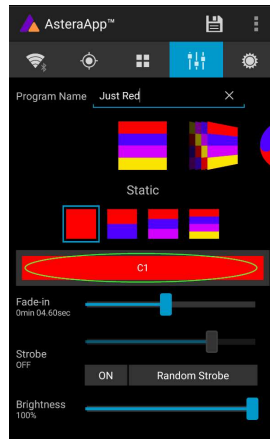 AsteraApp™
Program Name Just Red
Static
C1
Fade-in
0min 04.60sec
Strobe
OFF
ON Random Strobe
Brightness
100%